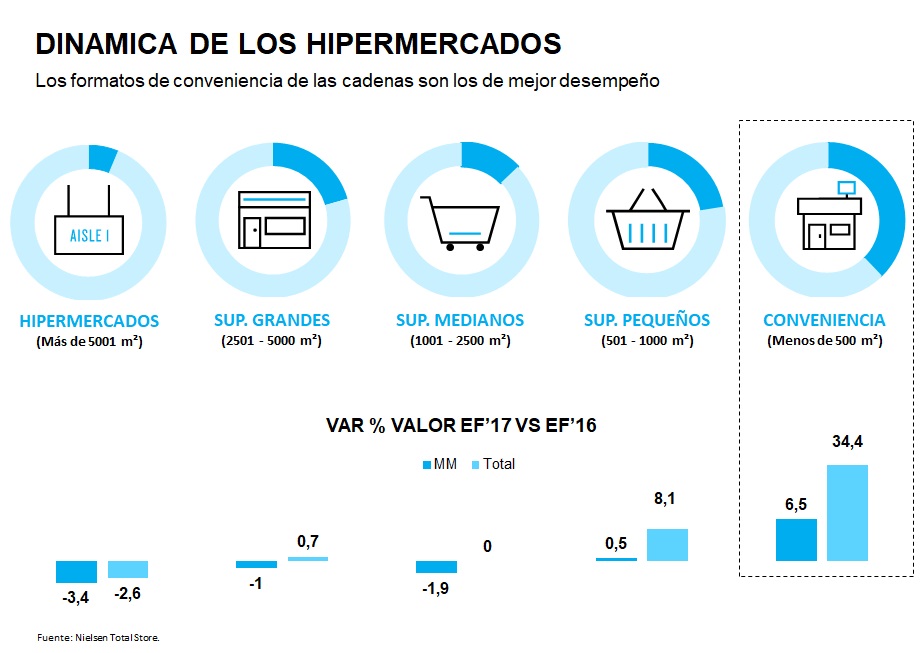 DINAMICA DE LOS HIPERMERCADOS
Los formatos de conveniencia de las cadenas son los de mejor desempeño
AISLE I
HIPERMERCADOS
(Más de 5001 m²)
SUP. GRANDES
(2501 - 5000 m²)
SUP. MEDIANOS
(1001 - 2500 m²)
SUP. PEQUEÑOS
(501 - 1000 m²)
CONVENIENCIA
(Menos de 500 m²)
VAR % VALOR EF’17 VS EF’16
MM Total
-3,4
-2,6
-1
0,7
-1,9
0
0,5
8,1
6,5
34,4
Fuente: Nielsen Total Store.